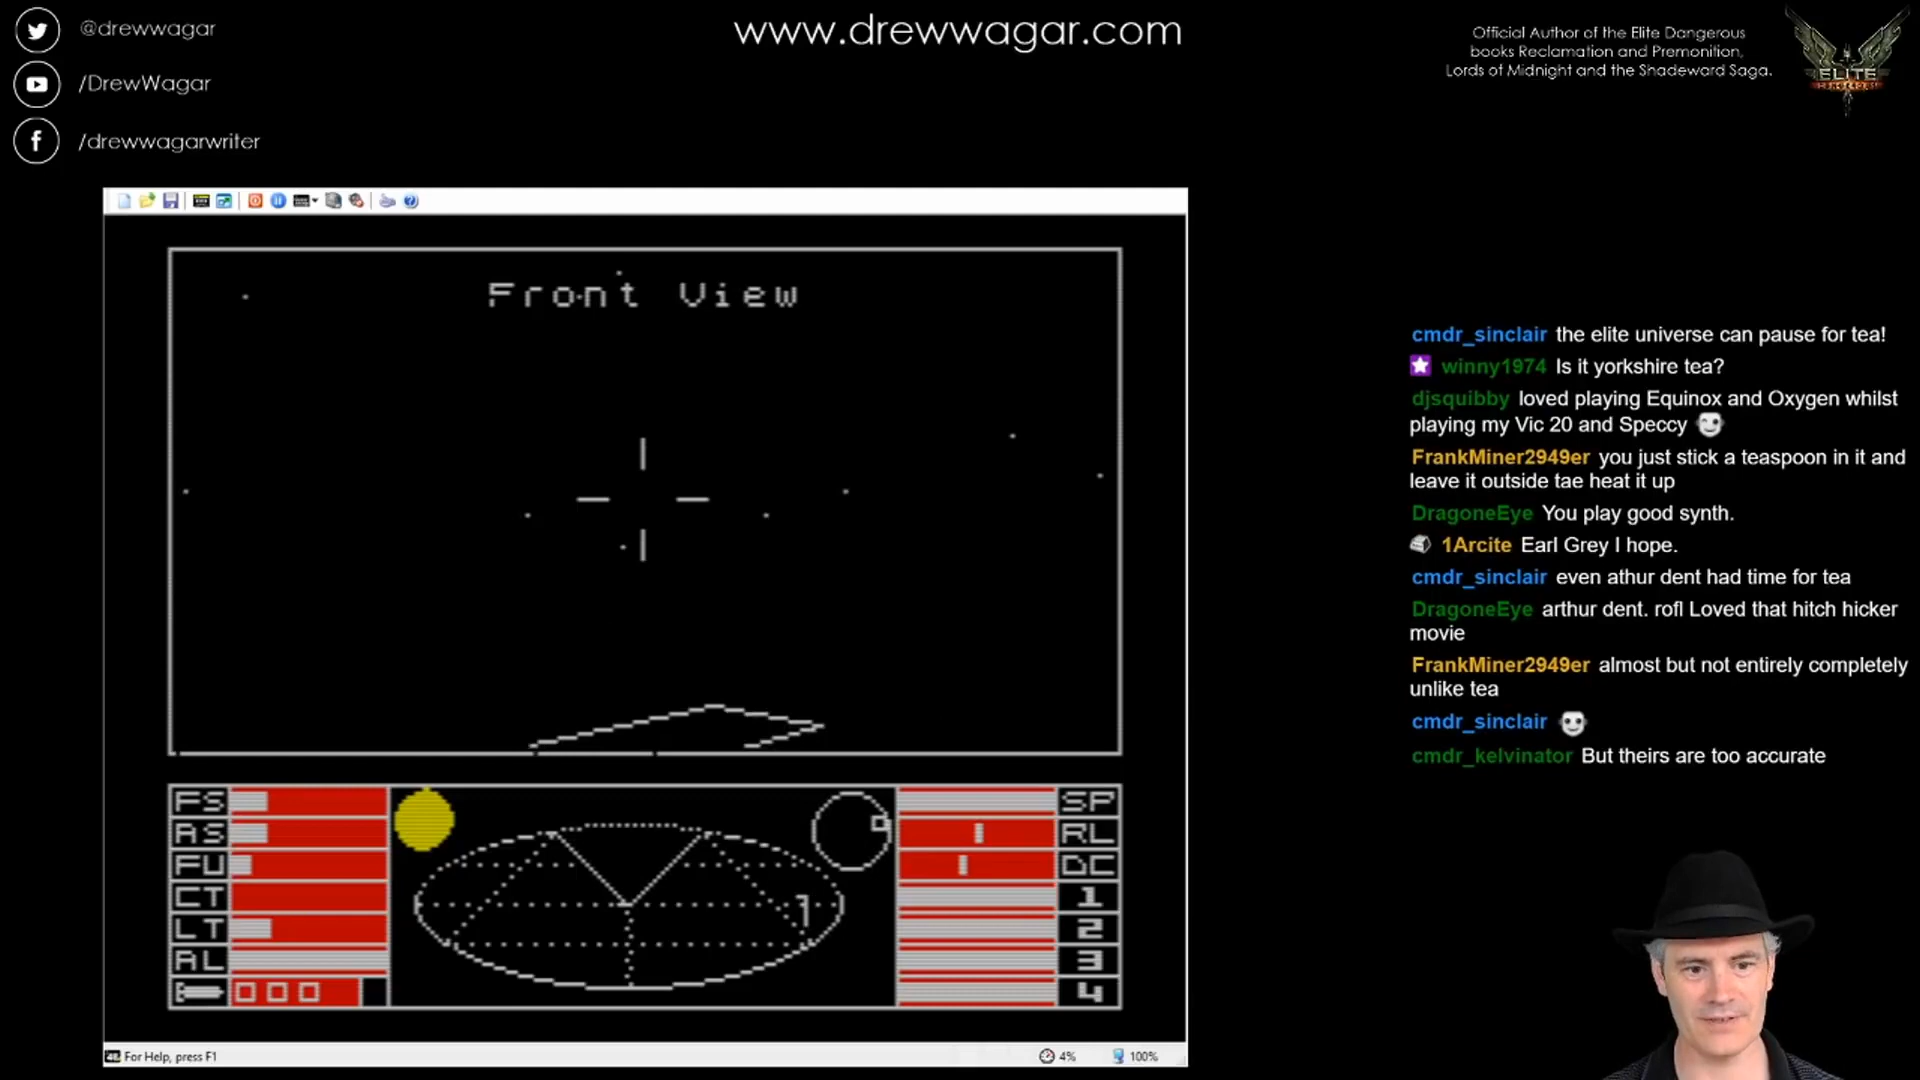 @drewwagar
/DrewWagar
/drewwagarwriter
www.drewwagar.com
Official Author of the Elite Dangerous
books Reclamation and Premonition,
Lords of Midnight and the Shadeward Saga.
ELITE
DANGEROUS
Front View
FS
AS
FU
CT
LT
AL
SP
RL
DC
1
2
3
4
For Help, press F1
4%
100%
cmdr_sinclair the elite universe can pause for tea!
winny1974 Is it yorkshire tea?
djsquibby loved playing Equinox and Oxygen whilst
playing my Vic 20 and Speccy
FrankMiner2949er you just stick a teaspoon in it and
leave it outside tae heat it up
DragoneEye You play good synth.
1Arcite Earl Grey I hope.
cmdr_sinclair even athur dent had time for tea
DragoneEye arthur dent. rofl Loved that hitch hicker
movie
FrankMiner2949er almost but not entirely completely
unlike tea
cmdr_sinclair
cmdr_kelvinator But theirs are too accurate